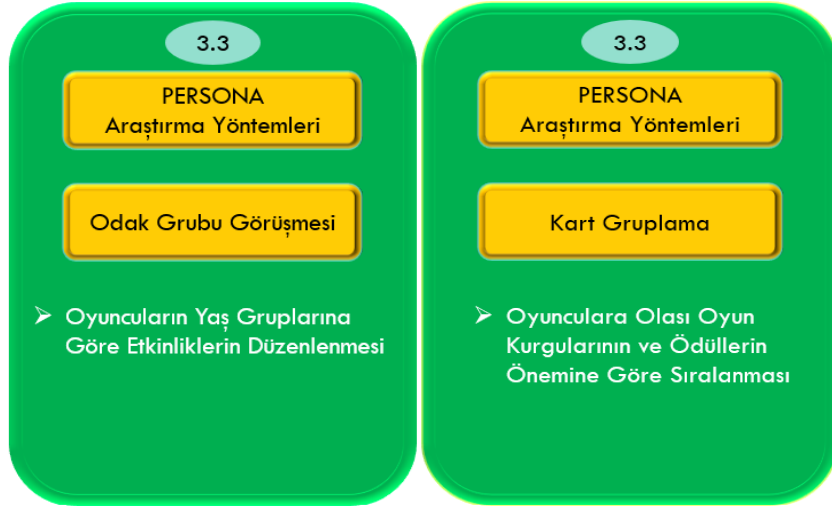 3.3
PERSONA
Araştırma Yöntemleri
Odak Grubu Görüşmesi
➤ Oyuncuların Yaş Gruplarına
Göre Etkinliklerin Düzenlenmesi
3.3
PERSONA
Araştırma Yöntemleri
Kart Gruplama
➤ Oyunculara Olası Oyun
Kurgularının ve Ödüllerin
Önemine Göre Sıralanması